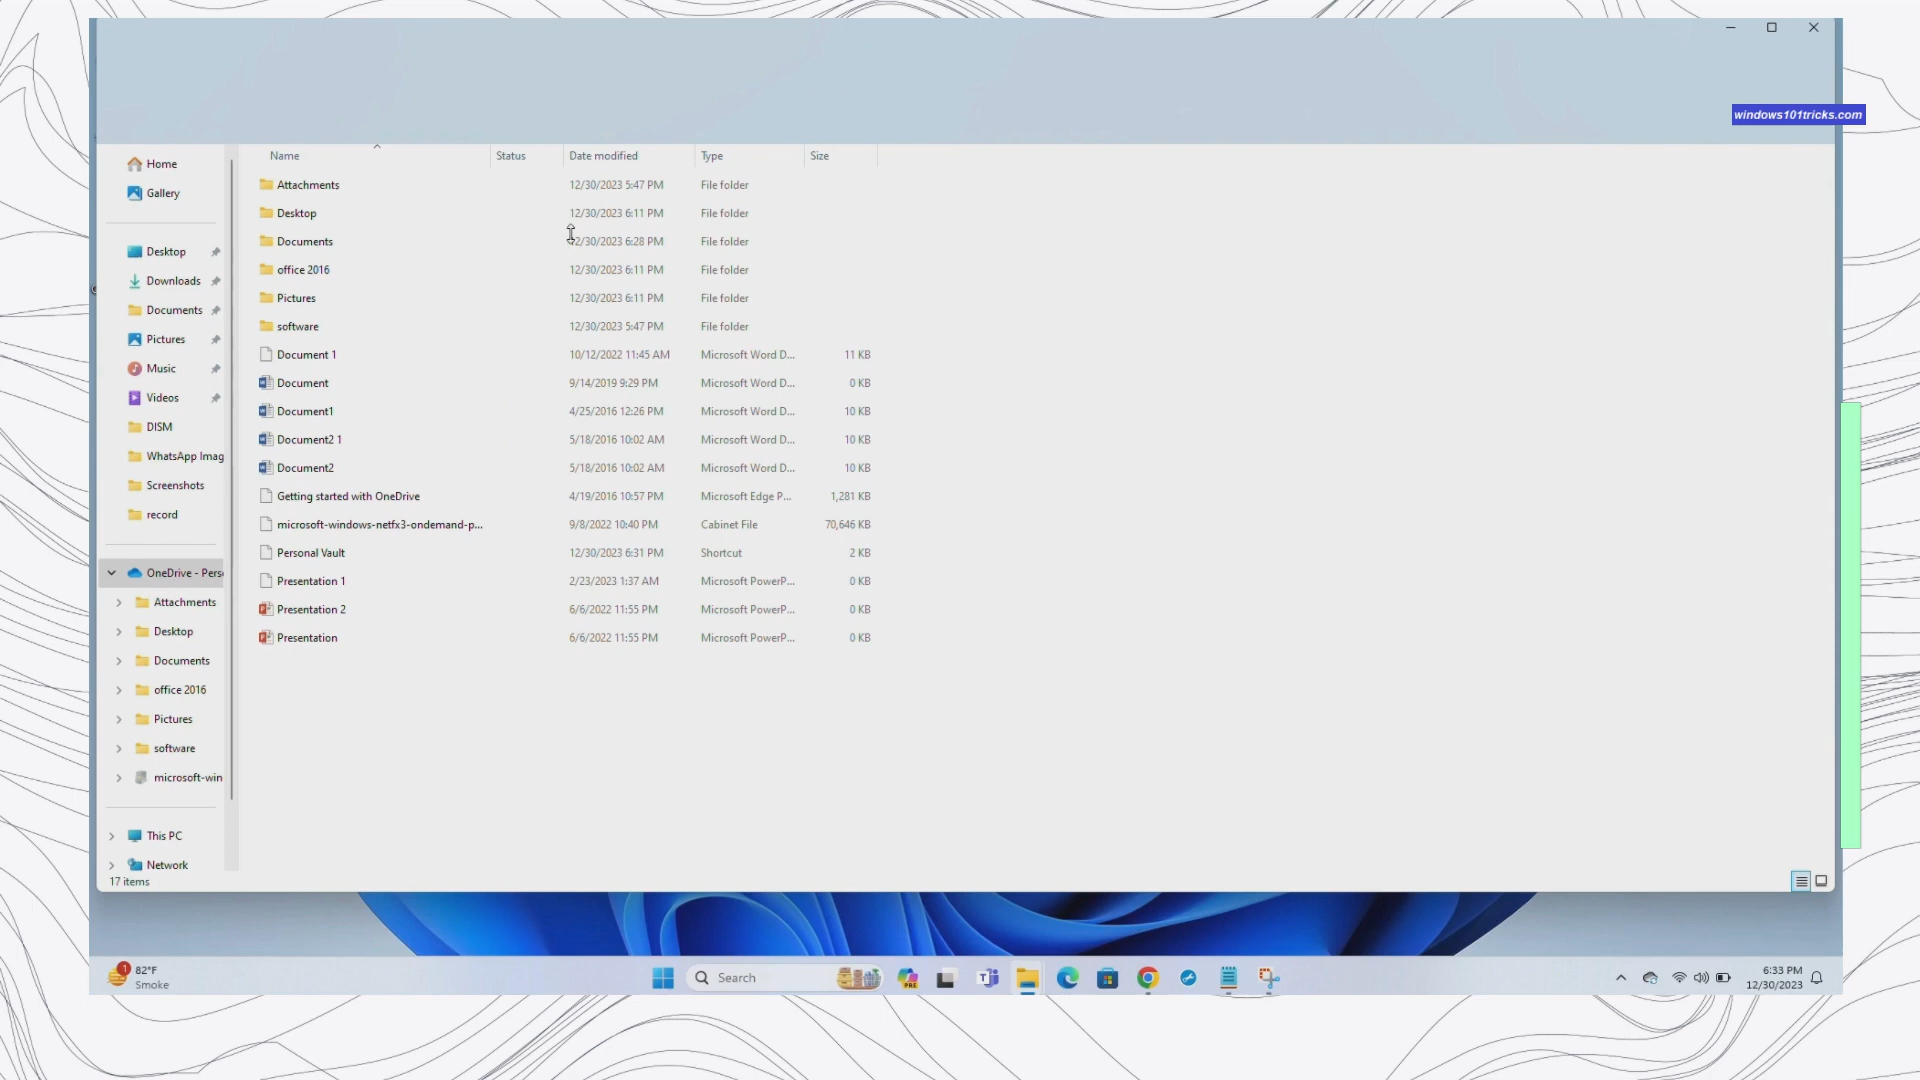 windows101tricks.com
Name Status Date modified Type Size
Home
Gallery
Desktop
Downloads
Documents
Pictures
Music
Videos
DISM
WhatsApp Imag
Screenshots
record
OneDrive - Pers
Attachments
Desktop
Documents
office 2016
Pictures
software
microsoft-win
This PC
Network
17 items
Attachments 12/30/2023 5:47 PM File folder
Desktop 12/30/2023 6:11 PM File folder
Documents 12/30/2023 6:28 PM File folder
office 2016 12/30/2023 6:11 PM File folder
Pictures 12/30/2023 6:11 PM File folder
software 12/30/2023 5:47 PM File folder
Document 1 10/12/2022 11:45 AM Microsoft Word D... 11 KB
Document 9/14/2019 9:29 PM Microsoft Word D... 0 KB
Document1 4/25/2016 12:26 PM Microsoft Word D... 10 KB
Document2 1 5/18/2016 10:02 AM Microsoft Word D... 10 KB
Document2 5/18/2016 10:02 AM Microsoft Word D... 10 KB
Getting started with OneDrive 4/19/2016 10:57 PM Microsoft Edge P... 1,281 KB
microsoft-windows-netfx3-ondemand-p... 9/8/2022 10:40 PM Cabinet File 70,646 KB
Personal Vault 12/30/2023 6:31 PM Shortcut 2 KB
Presentation 1 2/23/2023 1:37 AM Microsoft PowerP... 0 KB
Presentation 2 6/6/2022 11:55 PM Microsoft PowerP... 0 KB
Presentation 6/6/2022 11:55 PM Microsoft PowerP... 0 KB
1
82°F
Smoke
Search
PRE
6:33 PM
12/30/2023